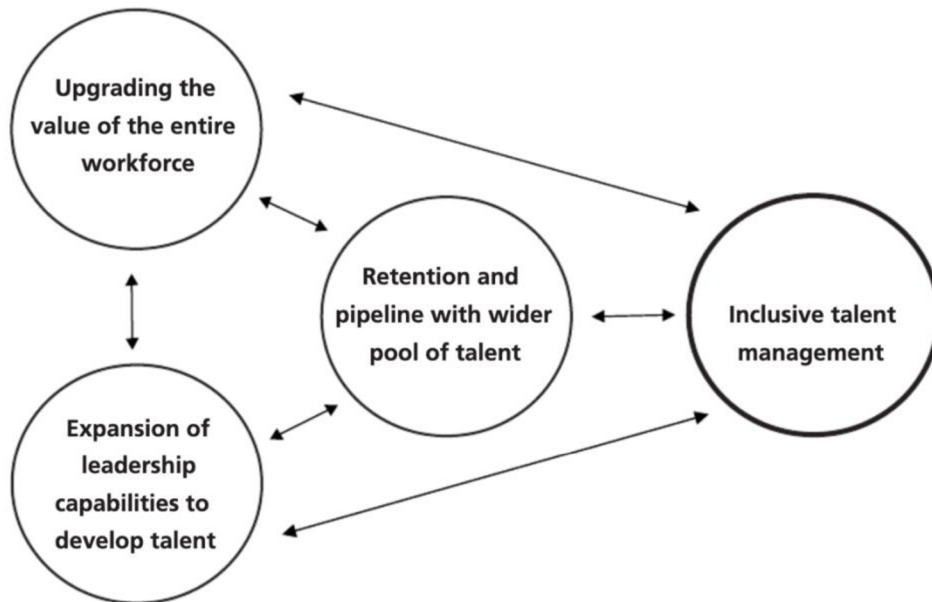 Upgrading the
value of the entire
workforce
Retention and
pipeline with wider
pool of talent
Inclusive talent
management
Expansion of
leadership
capabilities to
develop talent